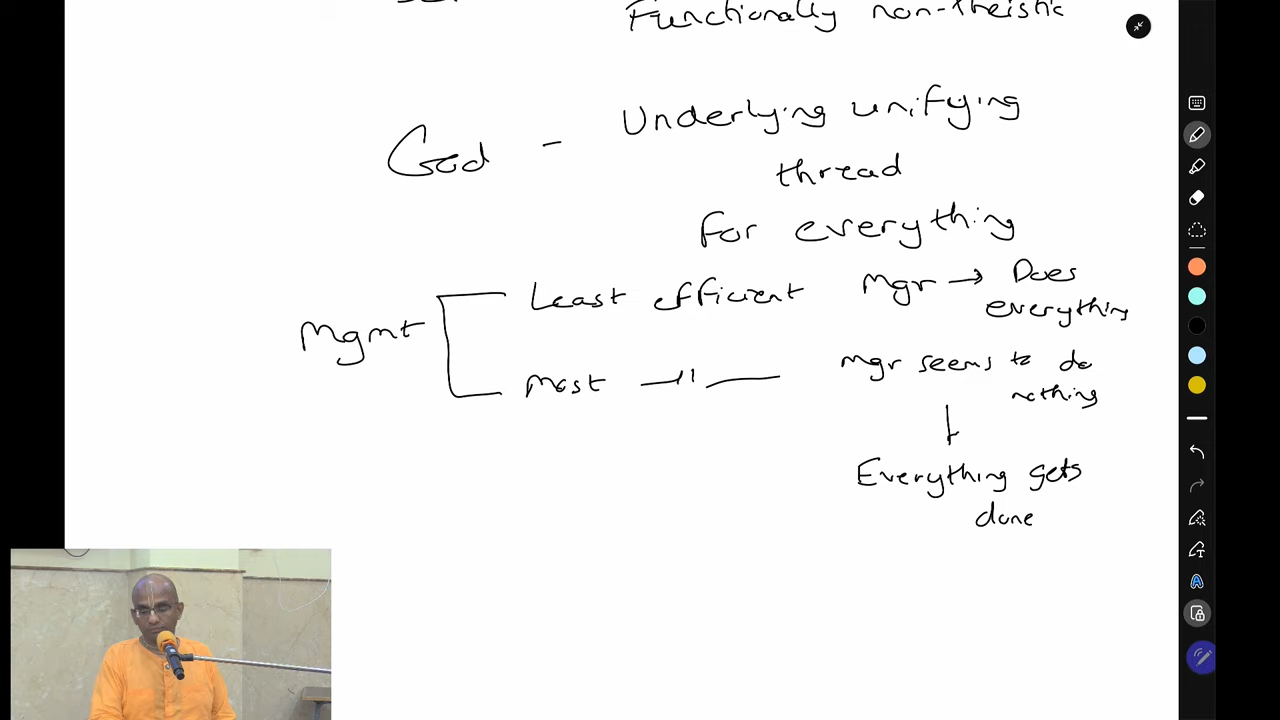 Functionally non-theistic
God - Underlying unifying
thread
for everything
Mgmt
Least efficient Mgr → Does
everything
Most —"— Mgr seems to do
nothing
↓
Everything gets
done